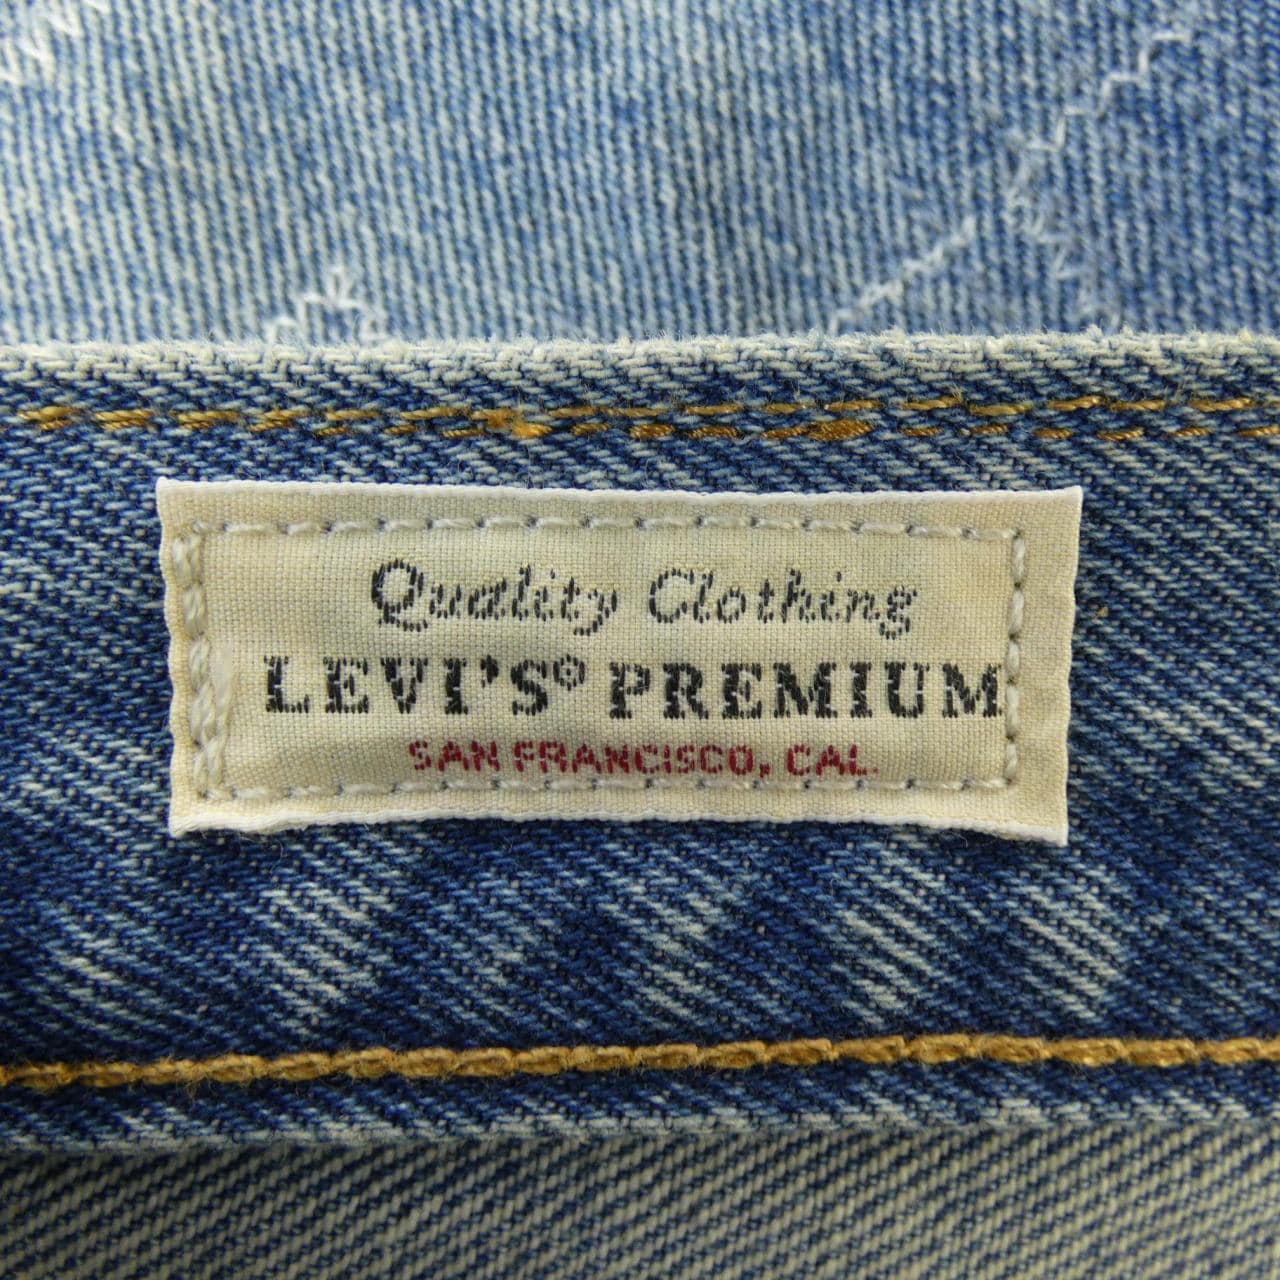 Quality Clothing
LEVI'S® PREMIUM
SAN FRANCISCO, CAL.